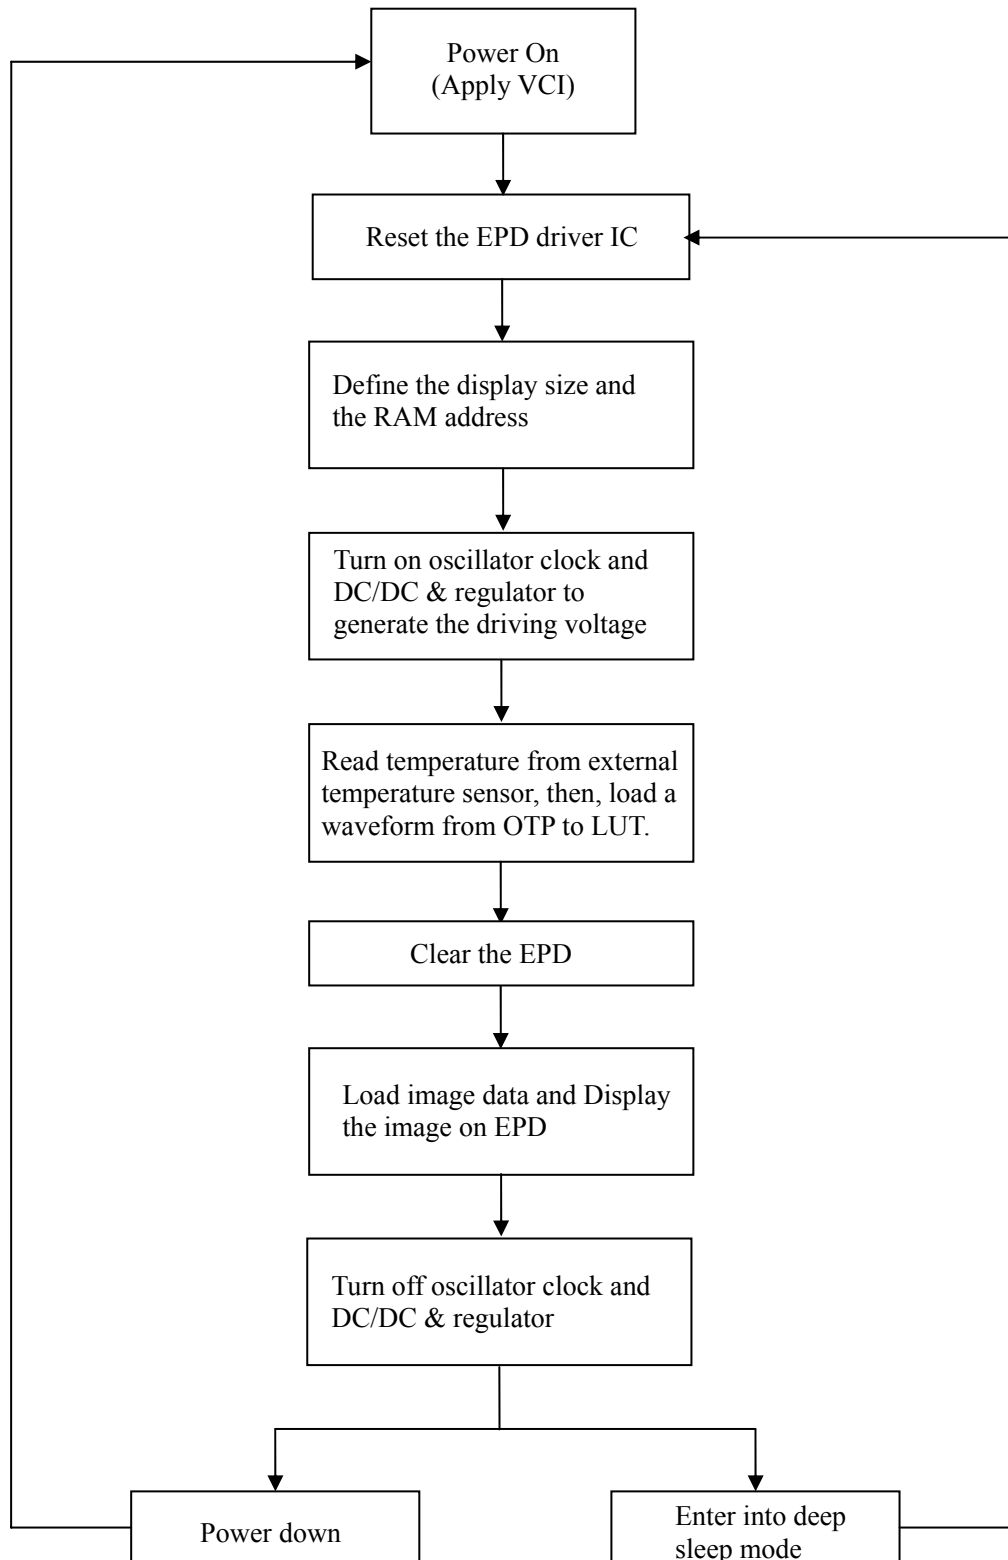 Power On
(Apply VCI)
Reset the EPD driver IC
Define the display size and
the RAM address
Turn on oscillator clock and
DC/DC & regulator to
generate the driving voltage
Read temperature from external
temperature sensor, then, load a
waveform from OTP to LUT.
Clear the EPD
Load image data and Display
the image on EPD
Turn off oscillator clock and
DC/DC & regulator
Power down
Enter into deep
sleep mode